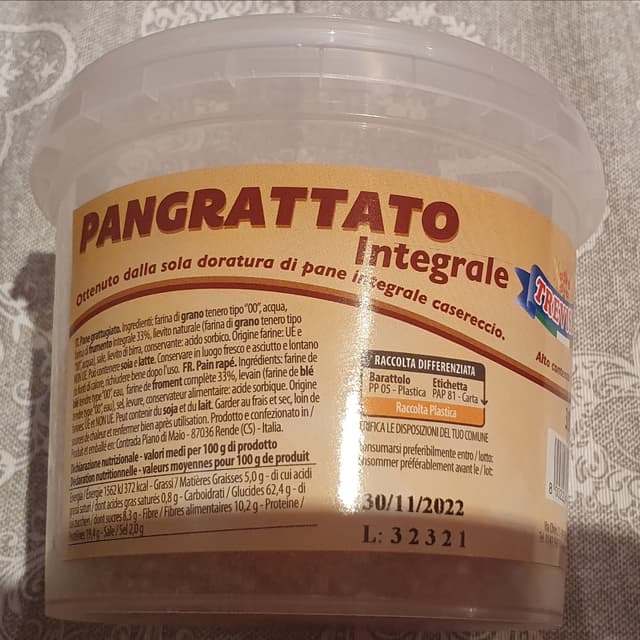 PANGRATTATO
Integrale
Ottenuto dalla sola doratura di pane integrale casereccio.
IT. Pane grattugiato. Ingredienti: farina di grano tenero tipo "00", acqua,
farina di frumento integrale 33%, lievito naturale (farina di grano tenero tipo
"00", acqua), sale, lievito di birra, conservante: acido sorbico. Origine farine: UE e
NON UE. Può contenere soia e latte. Conservare in luogo fresco e asciutto e lontano
da fonti di calore, richiudere bene dopo l'uso. FR. Pain rapé. Ingrédients: farine de
blé tendre type "00", eau, farine de froment complète 33%, levain (farine de blé
tendre type "00", eau), sel, levure, conservateur alimentaire: acide sorbique. Origine
farines: UE et NON UE. Peut contenir du soja et du lait. Garder au frais et sec, loin de
sources de chaleur et renfermer bien après utilisation. Prodotto e confezionato in /
Produit et emballé en: Contrada Piano di Maio - 87036 Rende (CS) - Italia.
Dichiarazione nutrizionale - valori medi per 100 g di prodotto
Déclaration nutritionnelle - valeurs moyennes pour 100 g de produit
Energia / Énergie 1562 kJ 372 kcal - Grassi / Matières Graisses 5,0 g - di cui acidi
grassi saturi / dont acides gras saturés 0,8 g - Carboidrati / Glucides 62,4 g - di
cui zuccheri / dont sucres 8,3 g - Fibre / Fibres alimentaires 10,2 g - Proteine /
Protéines 19,4 g - Sale / Sel 2,0 g
RACCOLTA DIFFERENZIATA
Barattolo Etichetta
PP 05 - Plastica PAP 81 - Carta
Raccolta Plastica
VERIFICA LE DISPOSIZIONI DEL TUO COMUNE
Consumarsi preferibilmente entro / lotto:
Consommer préférablement avant le / lot:
30/11/2022
L: 32321
Alto